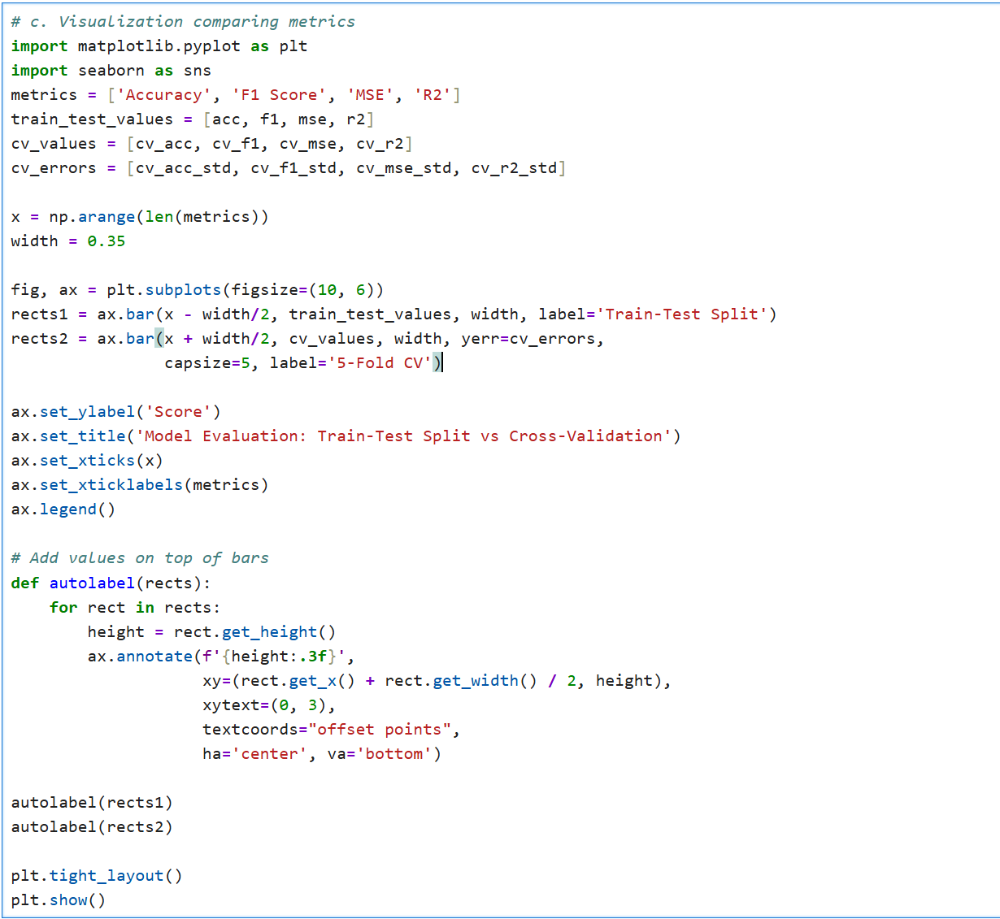 # c. Visualization comparing metrics
import matplotlib.pyplot as plt
import seaborn as sns
metrics = ['Accuracy', 'F1 Score', 'MSE', 'R2']
train_test_values = [acc, f1, mse, r2]
cv_values = [cv_acc, cv_f1, cv_mse, cv_r2]
cv_errors = [cv_acc_std, cv_f1_std, cv_mse_std, cv_r2_std]

x = np.arange(len(metrics))
width = 0.35

fig, ax = plt.subplots(figsize=(10, 6))
rects1 = ax.bar(x - width/2, train_test_values, width, label='Train-Test Split')
rects2 = ax.bar(x + width/2, cv_values, width, yerr=cv_errors,
                capsize=5, label='5-Fold CV')

ax.set_ylabel('Score')
ax.set_title('Model Evaluation: Train-Test Split vs Cross-Validation')
ax.set_xticks(x)
ax.set_xticklabels(metrics)
ax.legend()

# Add values on top of bars
def autolabel(rects):
    for rect in rects:
        height = rect.get_height()
        ax.annotate(f'{height:.3f}',
                    xy=(rect.get_x() + rect.get_width() / 2, height),
                    xytext=(0, 3),
                    textcoords="offset points",
                    ha='center', va='bottom')

autolabel(rects1)
autolabel(rects2)

plt.tight_layout()
plt.show()